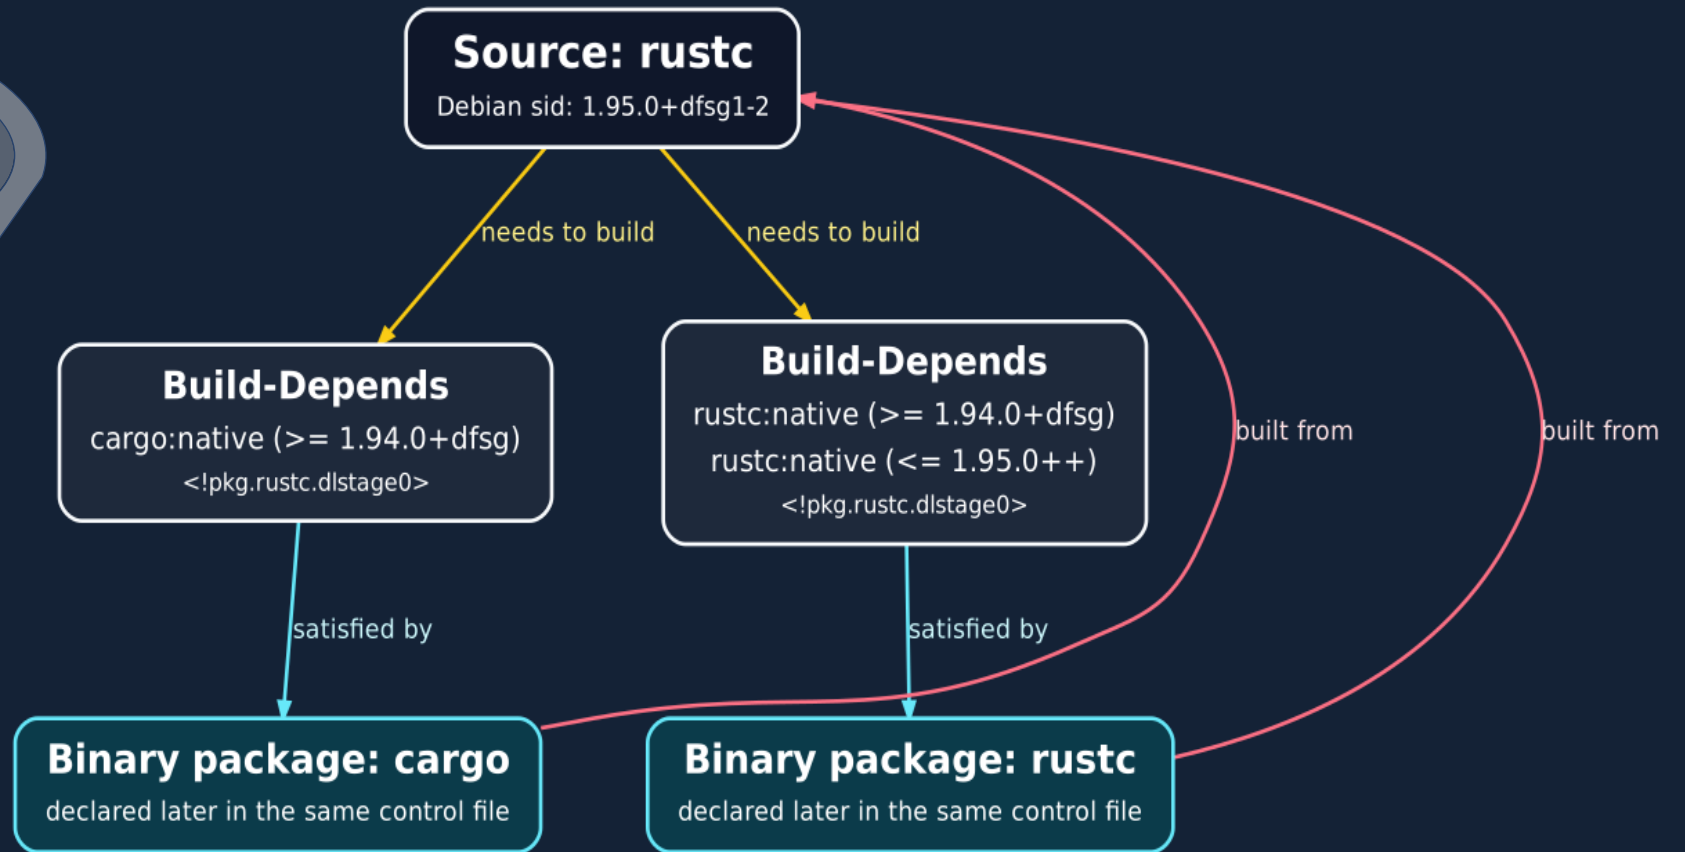 Source: rustc
Debian sid: 1.95.0+dfsg1-2
needs to build
needs to build
Build-Depends
cargo:native (>= 1.94.0+dfsg)
<!pkg.rustc.dlstage0>
Build-Depends
rustc:native (>= 1.94.0+dfsg)
rustc:native (<= 1.95.0++)
<!pkg.rustc.dlstage0>
built from
built from
satisfied by
satisfied by
Binary package: cargo
declared later in the same control file
Binary package: rustc
declared later in the same control file